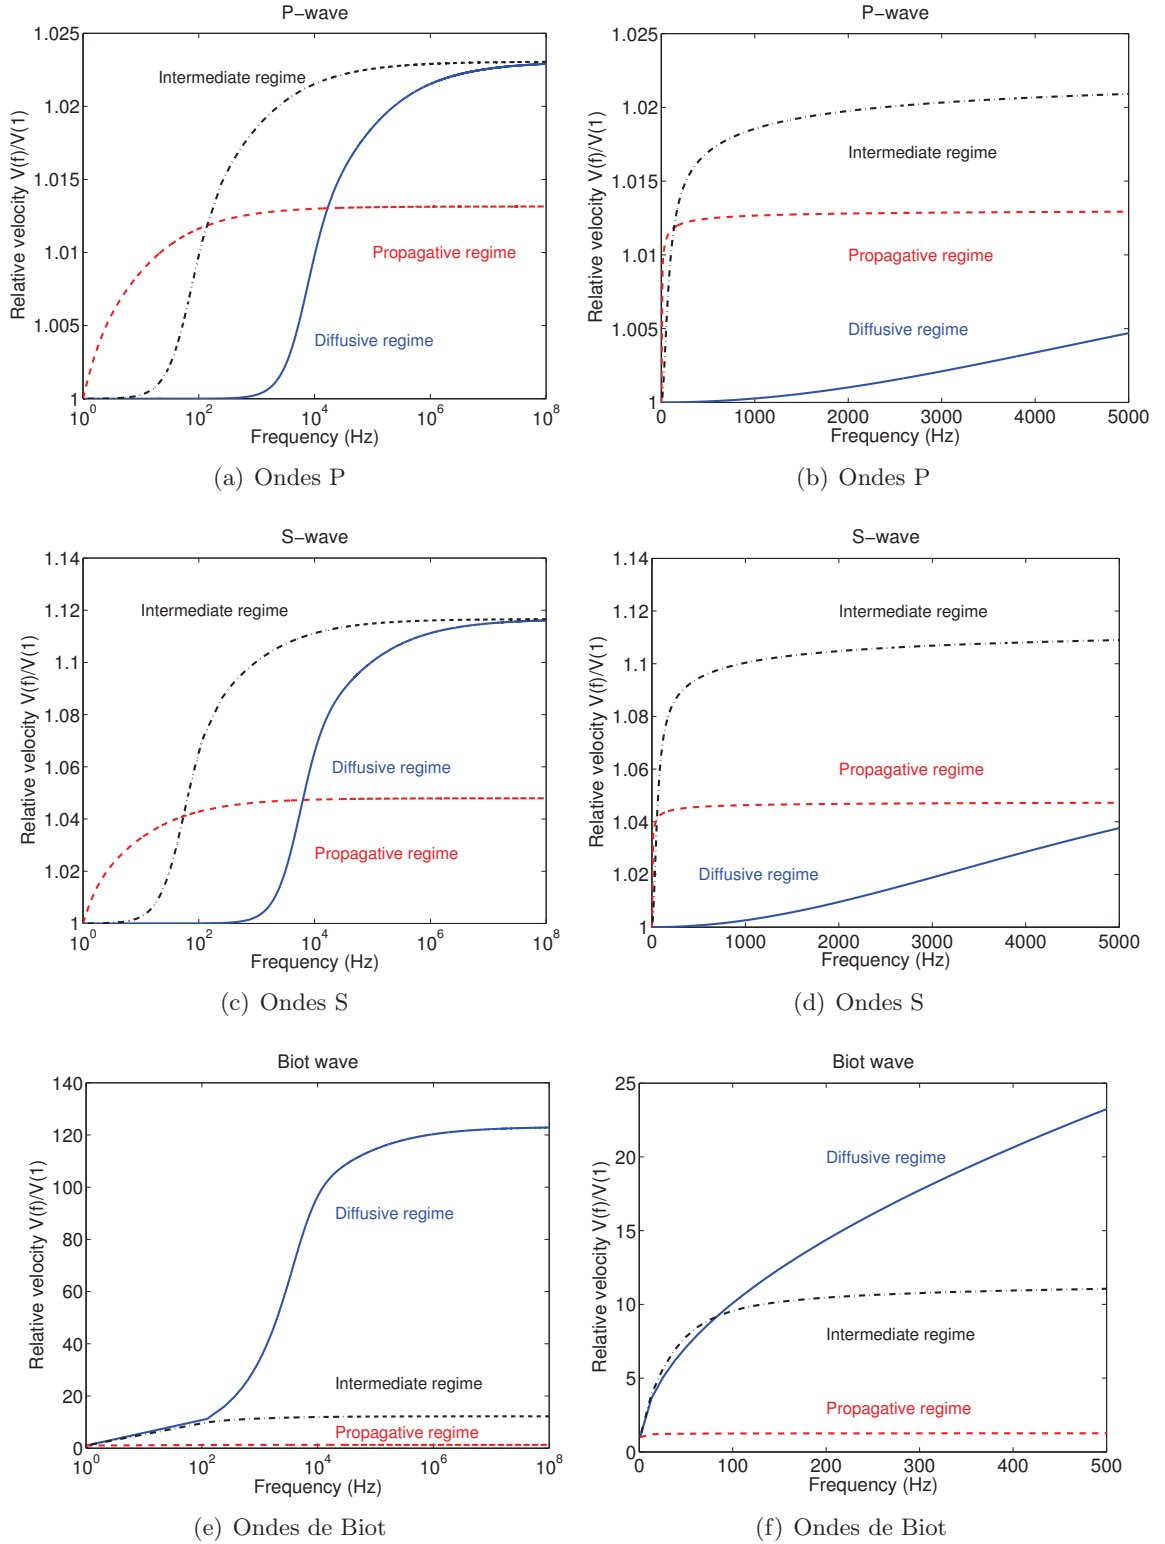 P−wave
1.025
1.02
1.015
1.01
1.005
1
Relative velocity V(f)/V(1)
Intermediate regime
Propagative regime
Diffusive regime
10^0 10^2 10^4 10^6 10^8
Frequency (Hz)
(a) Ondes P
P−wave
1.025
1.02
1.015
1.01
1.005
1
Relative velocity V(f)/V(1)
Intermediate regime
Propagative regime
Diffusive regime
0 1000 2000 3000 4000 5000
Frequency (Hz)
(b) Ondes P
S−wave
1.14
1.12
1.1
1.08
1.06
1.04
1.02
1
Relative velocity V(f)/V(1)
Intermediate regime
Diffusive regime
Propagative regime
10^0 10^2 10^4 10^6 10^8
Frequency (Hz)
(c) Ondes S
S−wave
1.14
1.12
1.1
1.08
1.06
1.04
1.02
1
Relative velocity V(f)/V(1)
Intermediate regime
Propagative regime
Diffusive regime
0 1000 2000 3000 4000 5000
Frequency (Hz)
(d) Ondes S
Biot wave
140
120
100
80
60
40
20
0
Relative velocity V(f)/V(1)
Diffusive regime
Intermediate regime
Propagative regime
10^0 10^2 10^4 10^6 10^8
Frequency (Hz)
(e) Ondes de Biot
Biot wave
25
20
15
10
5
0
Relative velocity V(f)/V(1)
Diffusive regime
Intermediate regime
Propagative regime
0 100 200 300 400 500
Frequency (Hz)
(f) Ondes de Biot